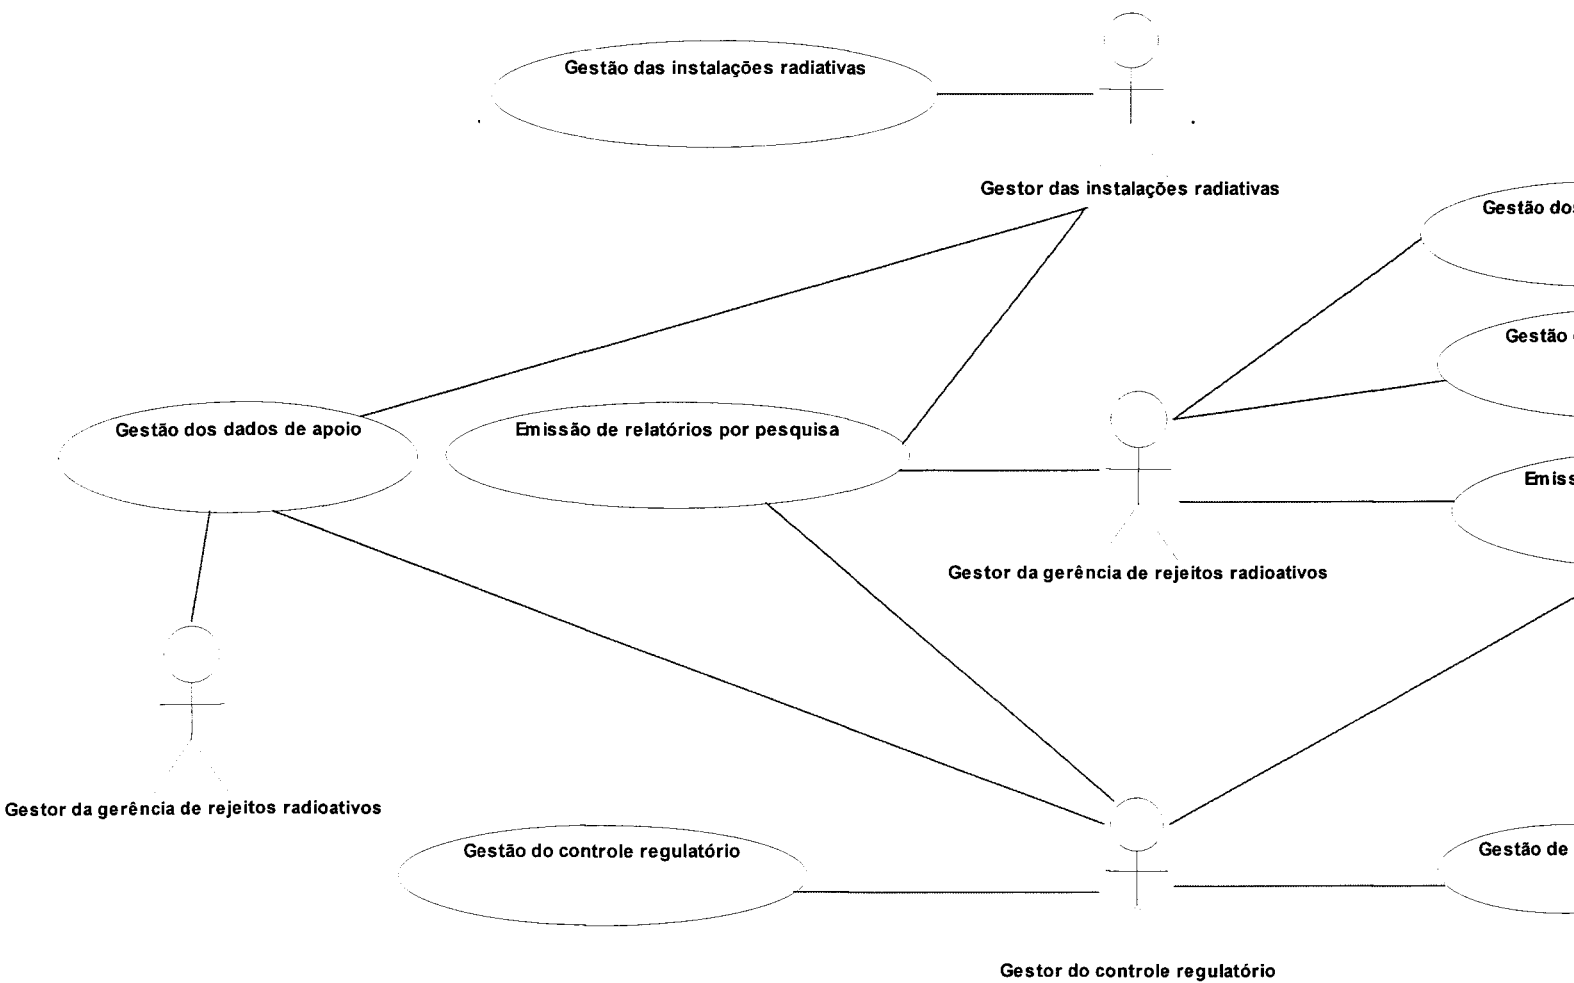 Gestão das instalações radiativas
Gestor das instalações radiativas
Gestão dos
Gestão
Gestão dos dados de apoio
Emissão de relatórios por pesquisa
Gestor da gerência de rejeitos radioativos
Gestor da gerência de rejeitos radioativos
Gestão do controle regulatório
Gestão de
Gestor do controle regulatório